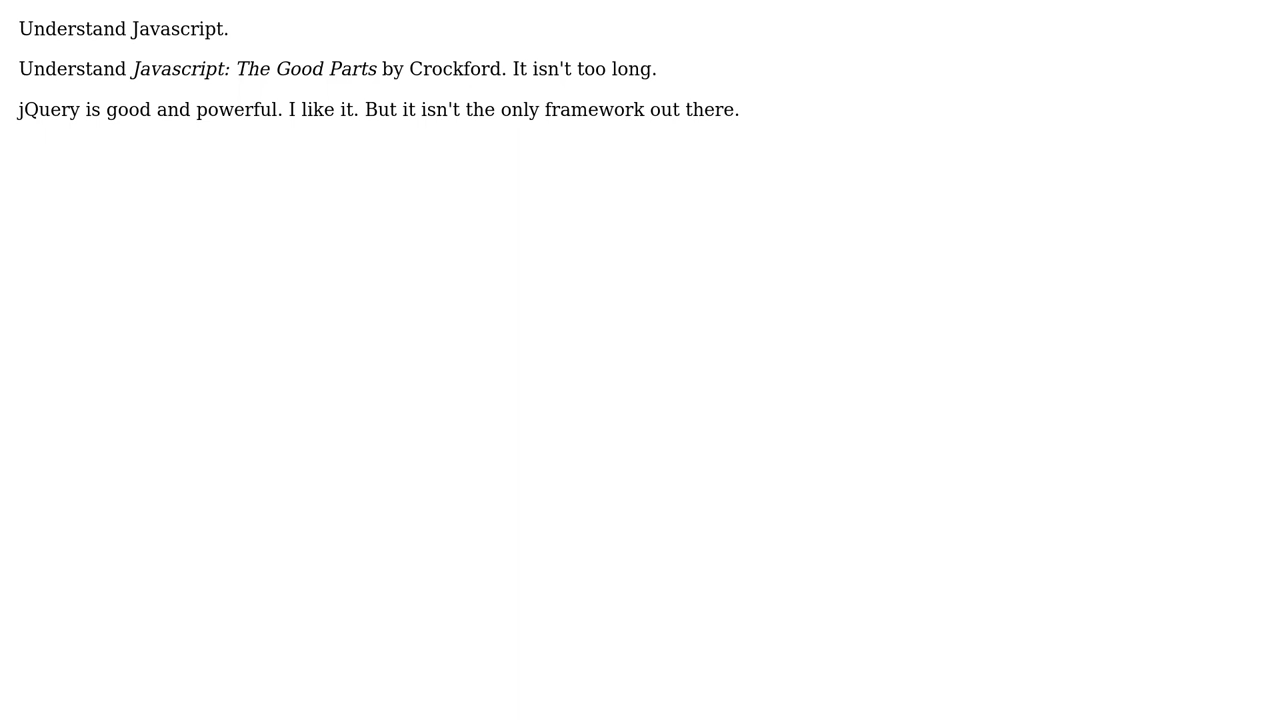 Understand Javascript.
Understand Javascript: The Good Parts by Crockford. It isn't too long.
jQuery is good and powerful. I like it. But it isn't the only framework out there.